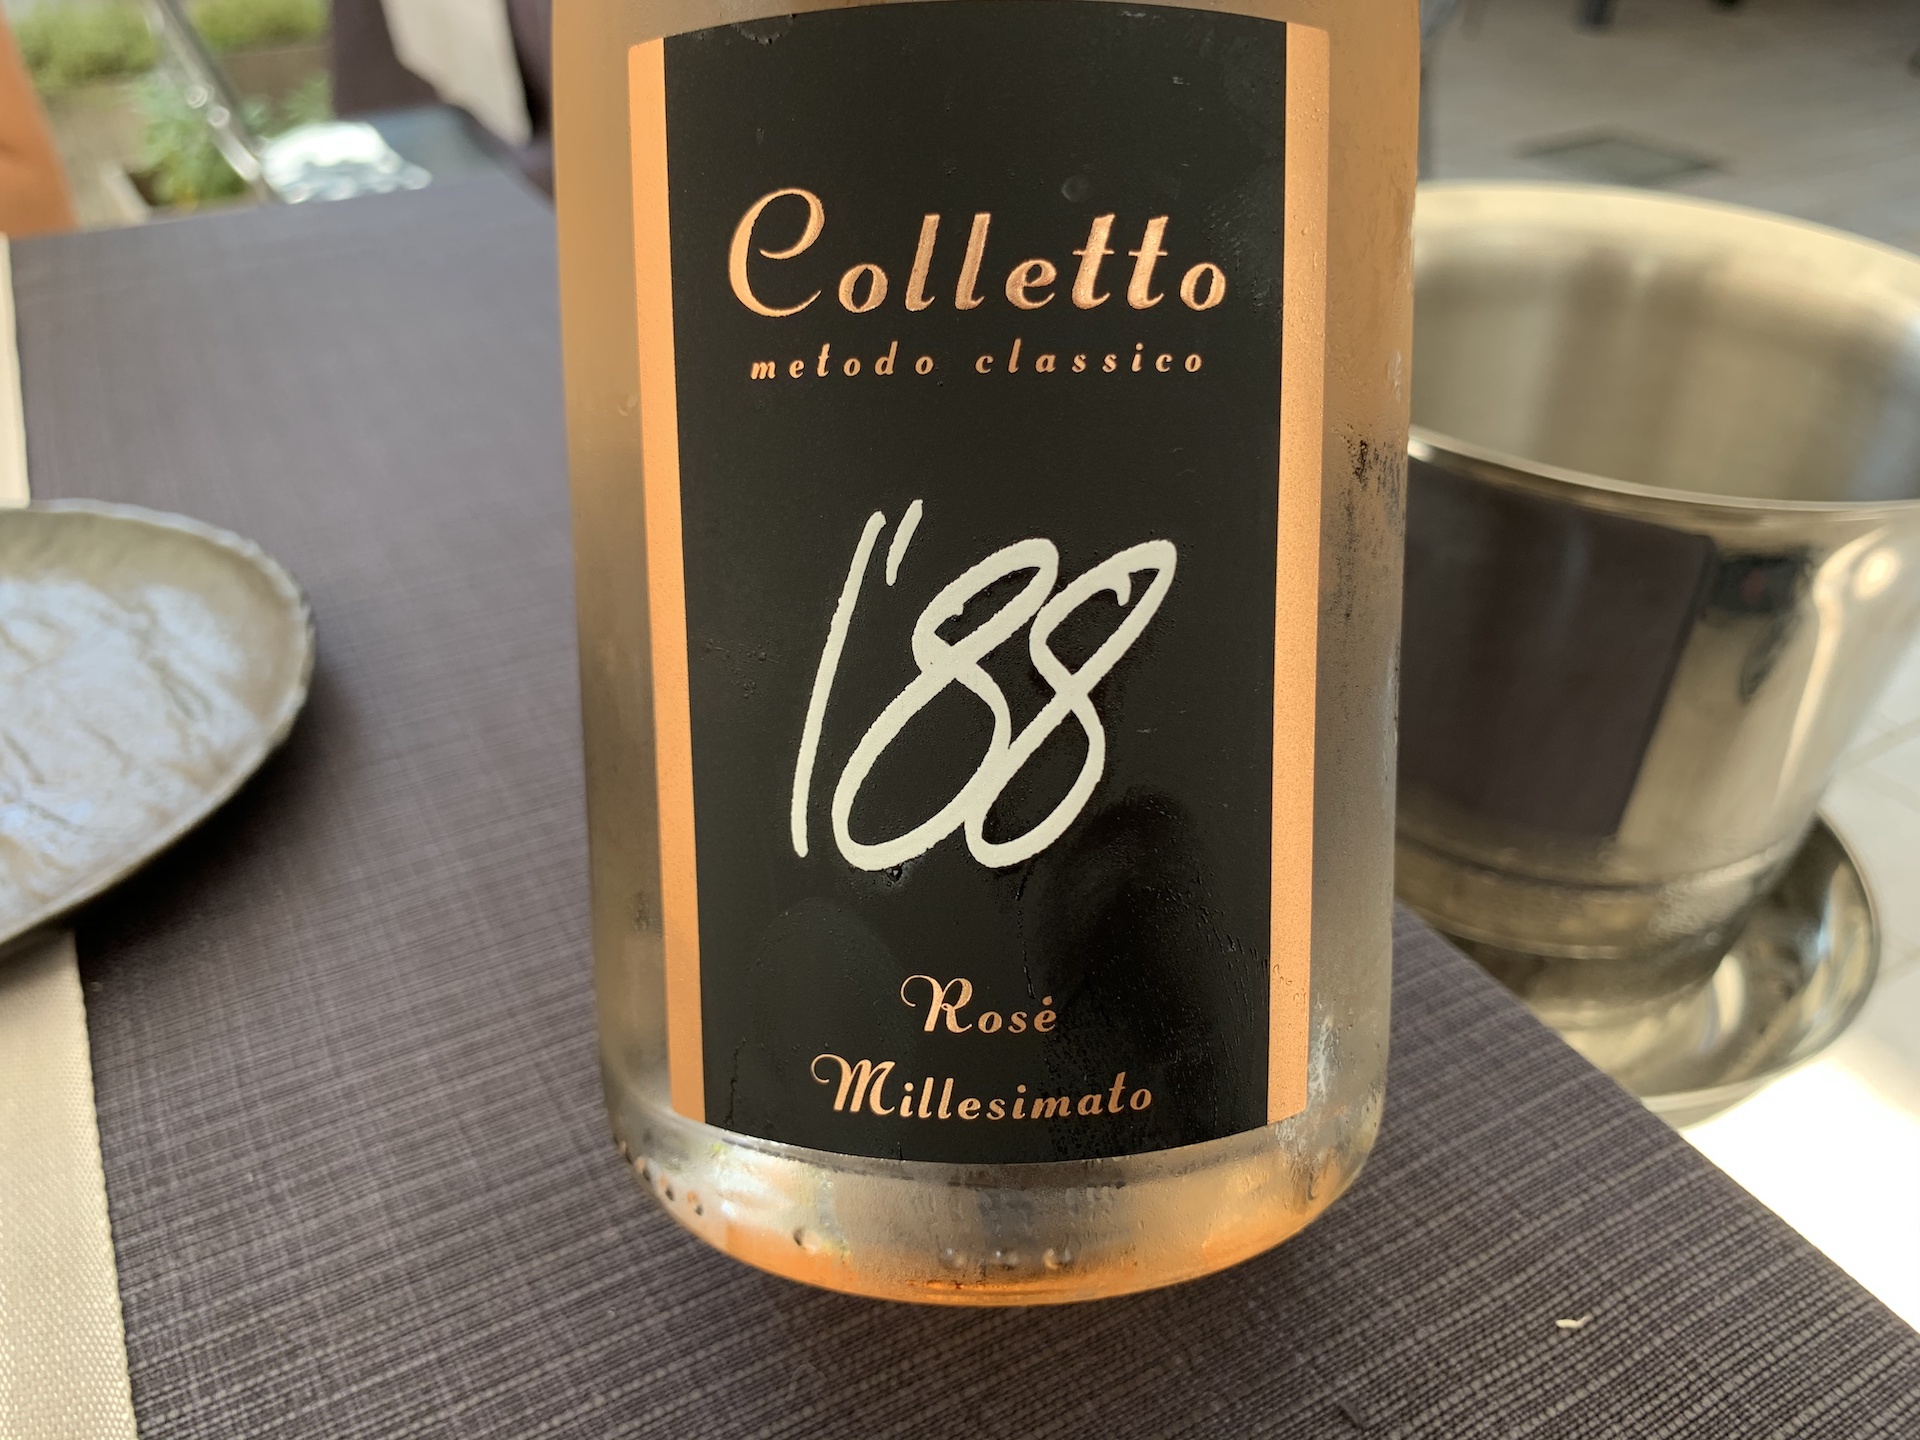 Colletto
metodo classico
l'88
Rosé
Millesimato